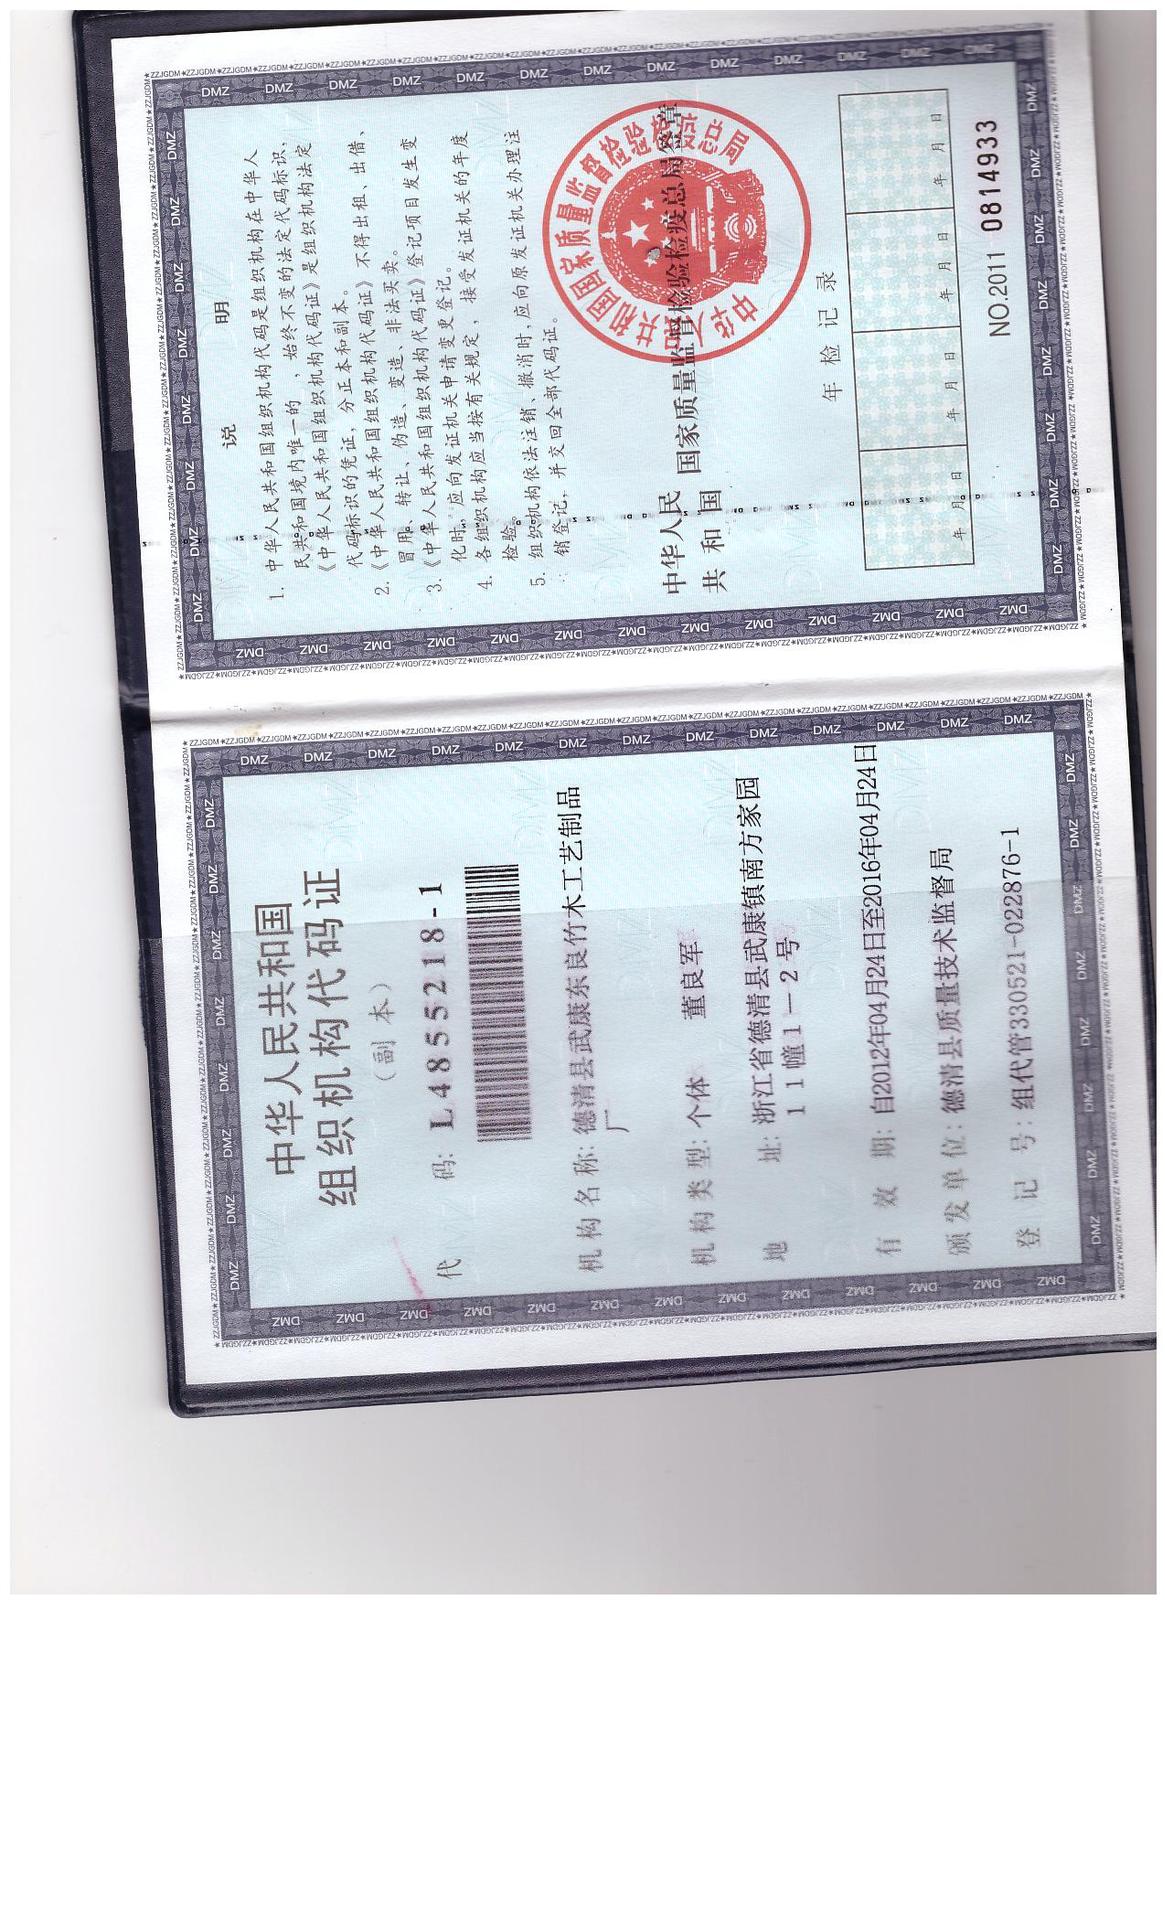 中华人民共和国
组织机构代码证
(副 本)
代 码: L4855218-1
机构名称: 德清县武康东良竹木工艺制品
厂
机构类型: 个体 董良军
地 址: 浙江省德清县武康镇南方家园
11幢1-2号
有 效 期: 自2012年04月24日至2016年04月24日
颁发单位: 德清县质量技术监督局
登 记 号: 组代管330521-022876-1
说 明
1. 中华人民共和国组织机构代码是组织机构在中华人
民共和国境内唯一的、始终不变的法定代码标识、
《中华人民共和国组织机构代码证》是组织机构法定
代码标识的凭证,分正本和副本。
2. 《中华人民共和国组织机构代码证》不得出租、出借、
冒用、转让、伪造、变造、非法买卖。
3. 《中华人民共和国组织机构代码证》登记项目发生变
化时,应向发证机关申请变更登记。
4. 各组织机构应当按有关规定,接受发证机关的年度
检验。
5. 组织机构依法注销、撤消时,应向原发证机关办理注
销登记,并交回全部代码证。
中华人民
共 和 国 国家质量监督检验检疫总局签章
中华人民共和国国家质量监督检验检疫总局
年 检 记 录
年 月 日 年 月 日 年 月 日 年 月 日
NO.2011 0814933